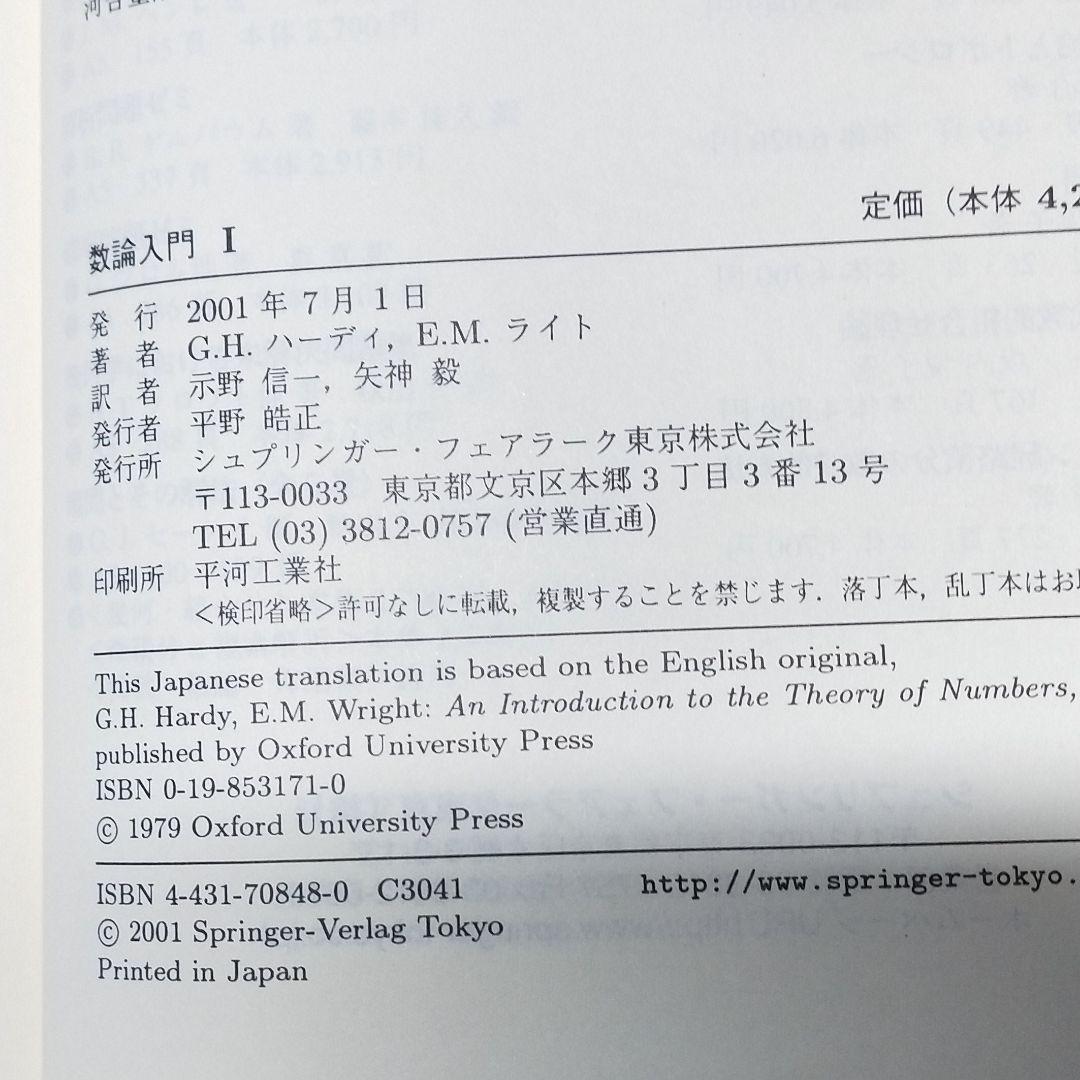 定価（本体 4,2
数論入門 I
発 行 2001 年 7 月 1 日
著 者 G.H. ハーディ, E.M. ライト
訳 者 示野 信一, 矢神 毅
発行者 平野 皓正
発行所 シュプリンガー・フェアラーク東京株式会社
〒113-0033 東京都文京区本郷 3 丁目 3 番 13 号
TEL (03) 3812-0757 (営業直通)
印刷所 平河工業社
<検印省略>許可なしに転載, 複製することを禁じます. 落丁本, 乱丁本はお
This Japanese translation is based on the English original,
G.H. Hardy, E.M. Wright: An Introduction to the Theory of Numbers,
published by Oxford University Press
ISBN 0-19-853171-0
© 1979 Oxford University Press
ISBN 4-431-70848-0 C3041
http://www.springer-tokyo.
© 2001 Springer-Verlag Tokyo
Printed in Japan